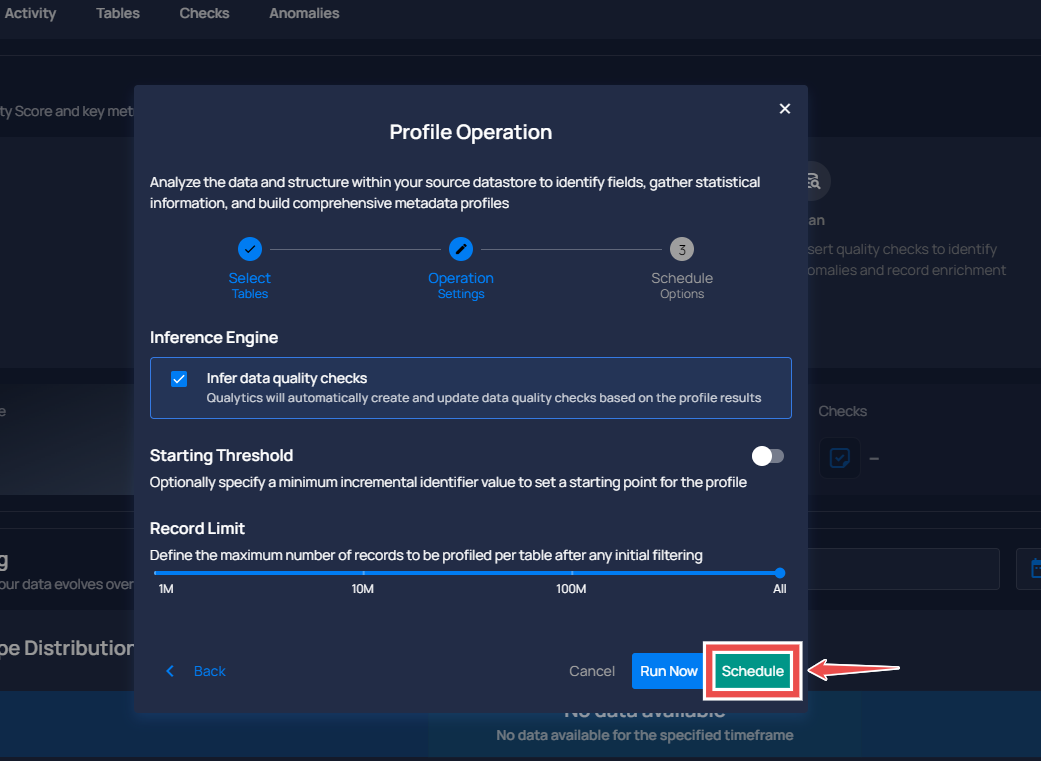 Activity Tables Checks Anomalies
ty Score and key met
Profile Operation
Analyze the data and structure within your source datastore to identify fields, gather statistical
information, and build comprehensive metadata profiles
an
sert quality checks to identify
omalies and record enrichment
3
Select
Tables
Operation
Settings
Schedule
Options
Inference Engine
Infer data quality checks
Qualytics will automatically create and update data quality checks based on the profile results
e
Checks
–
Starting Threshold
Optionally specify a minimum incremental identifier value to set a starting point for the profile
Record Limit
Define the maximum number of records to be profiled per table after any initial filtering
1M 10M 100M All
g
our data evolves over
pe Distribution
Back
Cancel
Run Now
Schedule
No data available
No data available for the specified timeframe